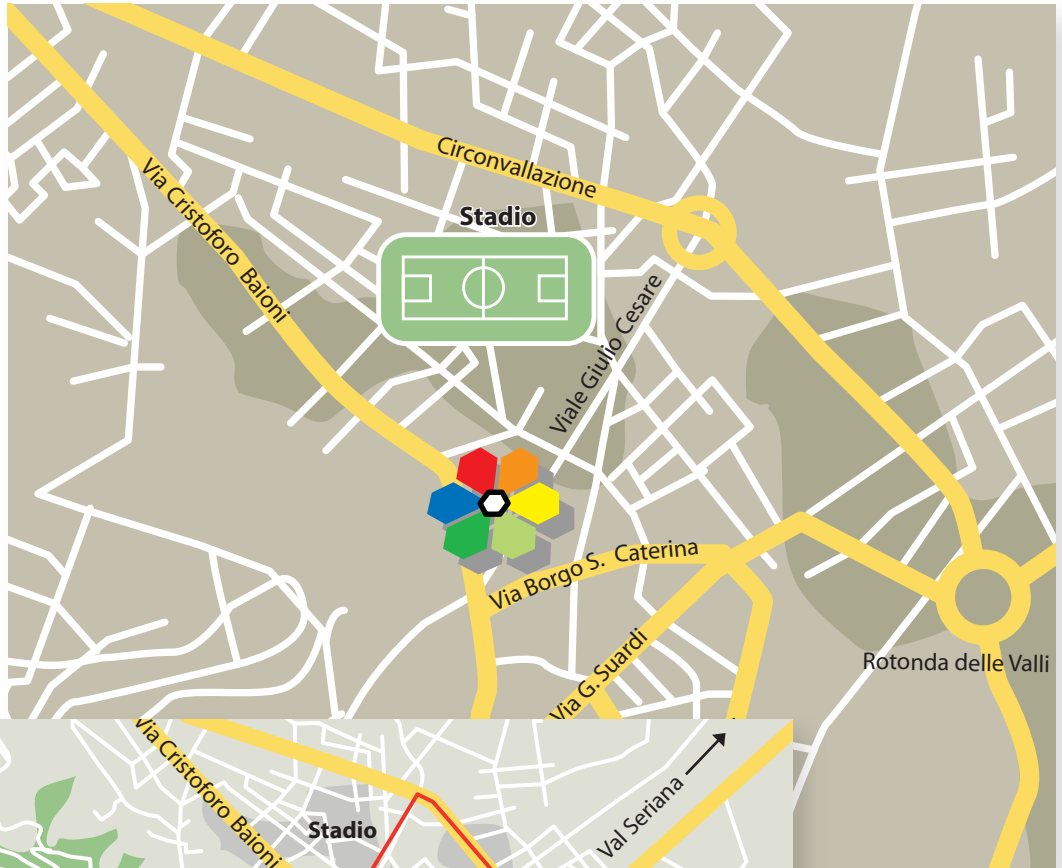 Circonvallazione
Via Cristoforo Baioni
Stadio
Viale Giulio Cesare
Via Borgo S. Caterina
Via G. Suardi
Rotonda delle Valli
Via Cristoforo Baioni
Stadio
Val Seriana